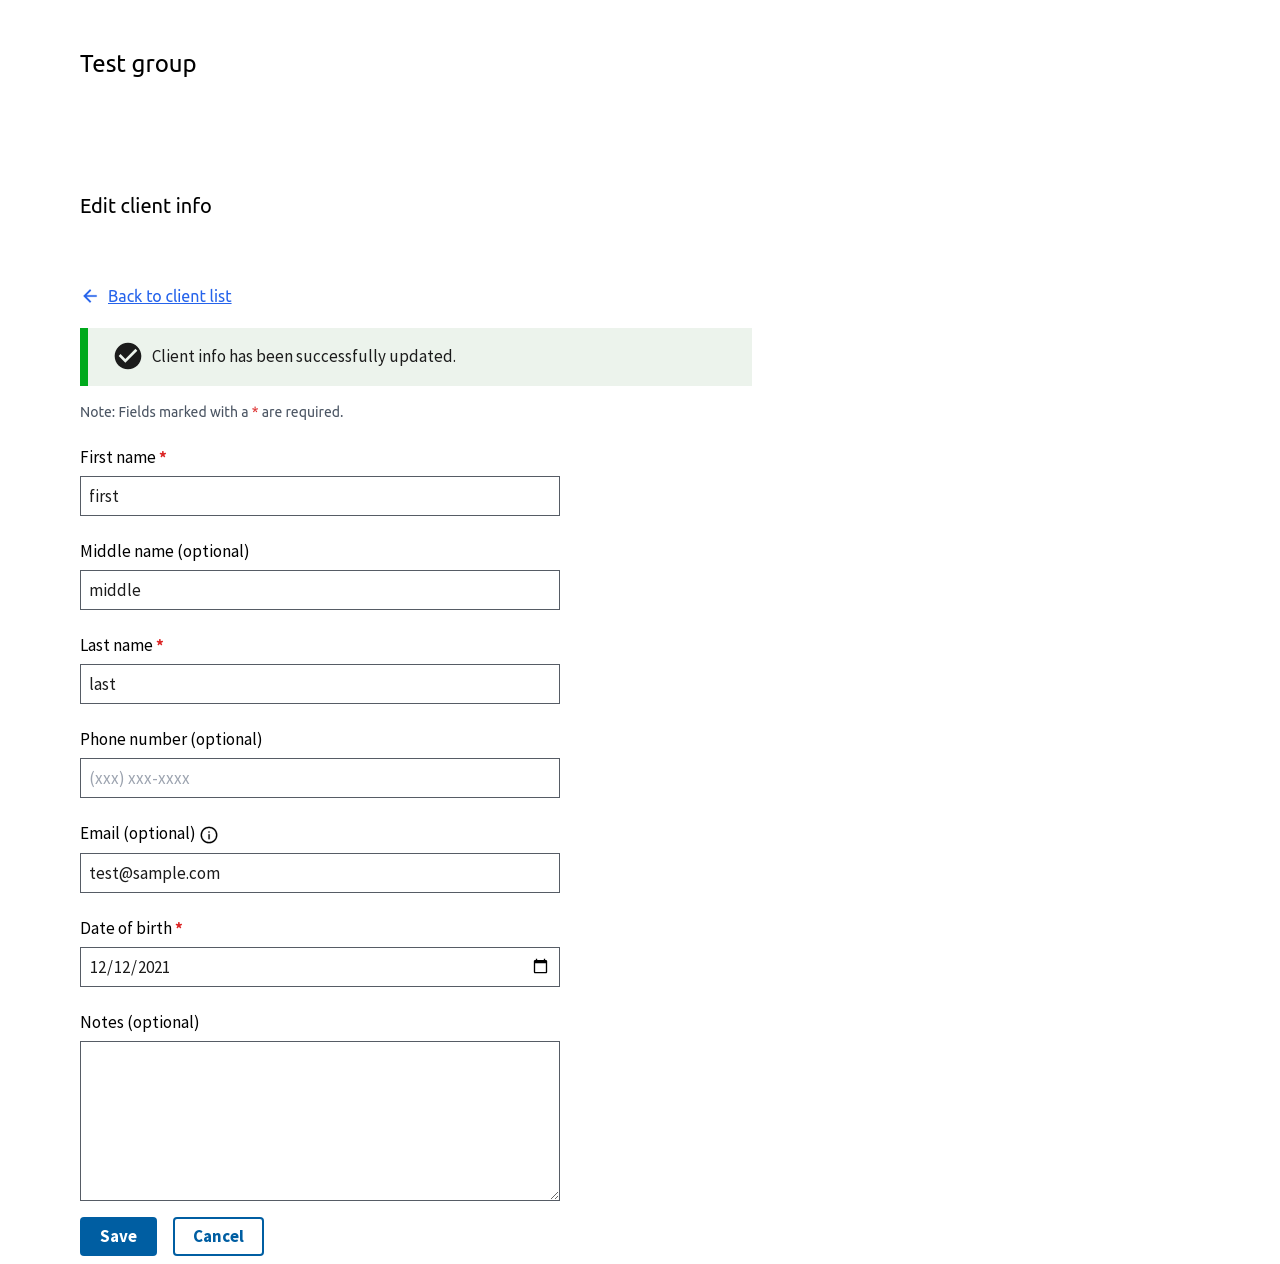 Test group
Edit client info
Back to client list
Client info has been successfully updated.
Note: Fields marked with a * are required.
First name *
first
Middle name (optional)
middle
Last name *
last
Phone number (optional)
(xxx) xxx-xxxx
Email (optional)
test@sample.com
Date of birth *
12/12/2021
Notes (optional)
Save Cancel